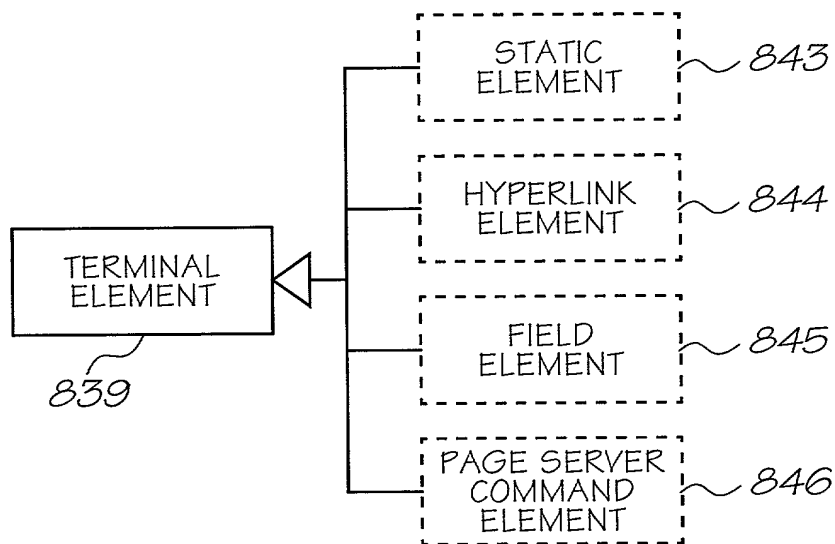 STATIC
ELEMENT
843
HYPERLINK
ELEMENT
844
TERMINAL
ELEMENT
839
FIELD
ELEMENT
845
PAGE SERVER
COMMAND
ELEMENT
846